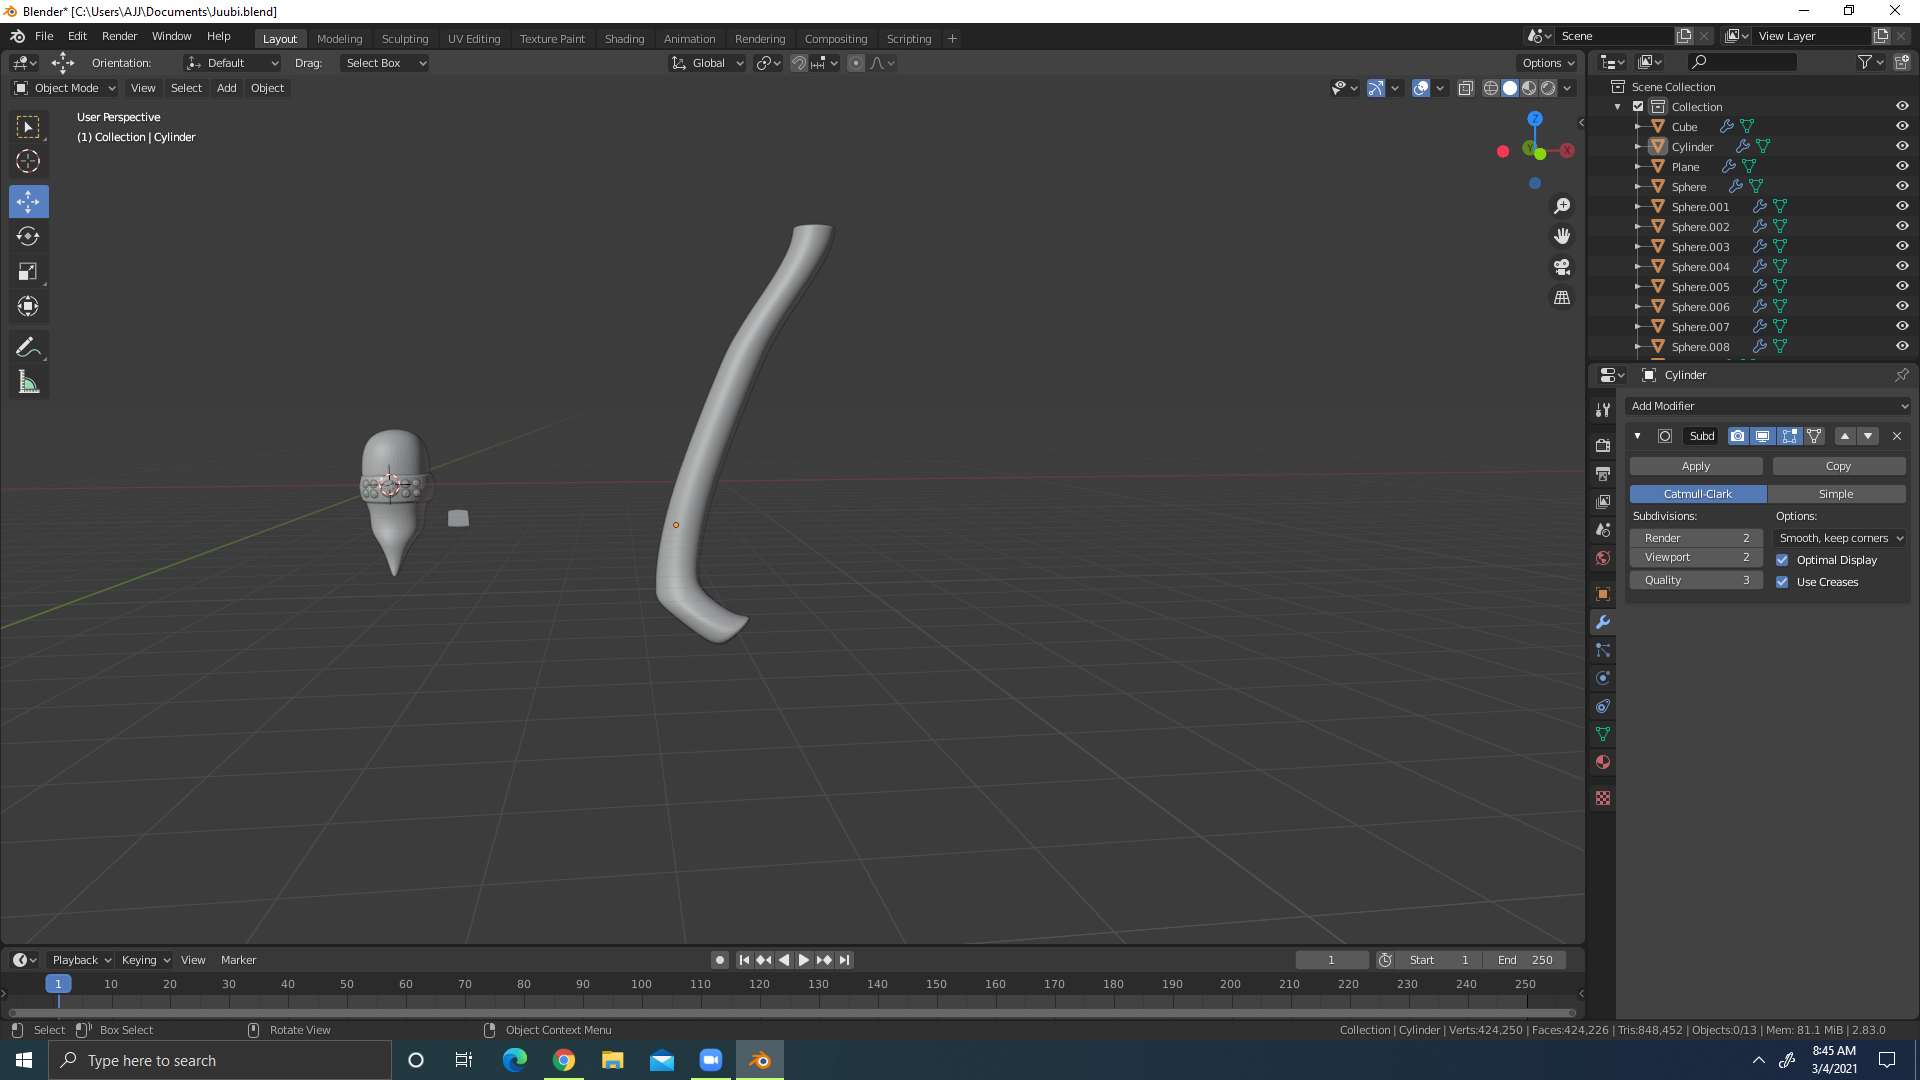 Blender* [C:\Users\AJJ\Documents\Juubi.blend]
File Edit Render Window Help
Layout Modeling Sculpting UV Editing Texture Paint Shading Animation Rendering Compositing Scripting +
Scene
View Layer
Orientation: Default Drag: Select Box
Global
Options
Object Mode View Select Add Object
User Perspective
(1) Collection | Cylinder
Z
Y
X
Scene Collection
Collection
Cube
Cylinder
Plane
Sphere
Sphere.001
Sphere.002
Sphere.003
Sphere.004
Sphere.005
Sphere.006
Sphere.007
Sphere.008
Cylinder
Add Modifier
Subd
Apply Copy
Catmull-Clark Simple
Subdivisions: Options:
Render 2 Smooth, keep corners
Viewport 2 Optimal Display
Quality 3 Use Creases
Playback Keying View Marker
1 Start 1 End 250
1 10 20 30 40 50 60 70 80 90 100 110 120 130 140 150 160 170 180 190 200 210 220 230 240 250
Select Box Select Rotate View Object Context Menu
Collection | Cylinder | Verts:424,250 | Faces:424,226 | Tris:848,452 | Objects:0/13 | Mem: 81.1 MiB | 2.83.0
Type here to search
8:45 AM
3/4/2021